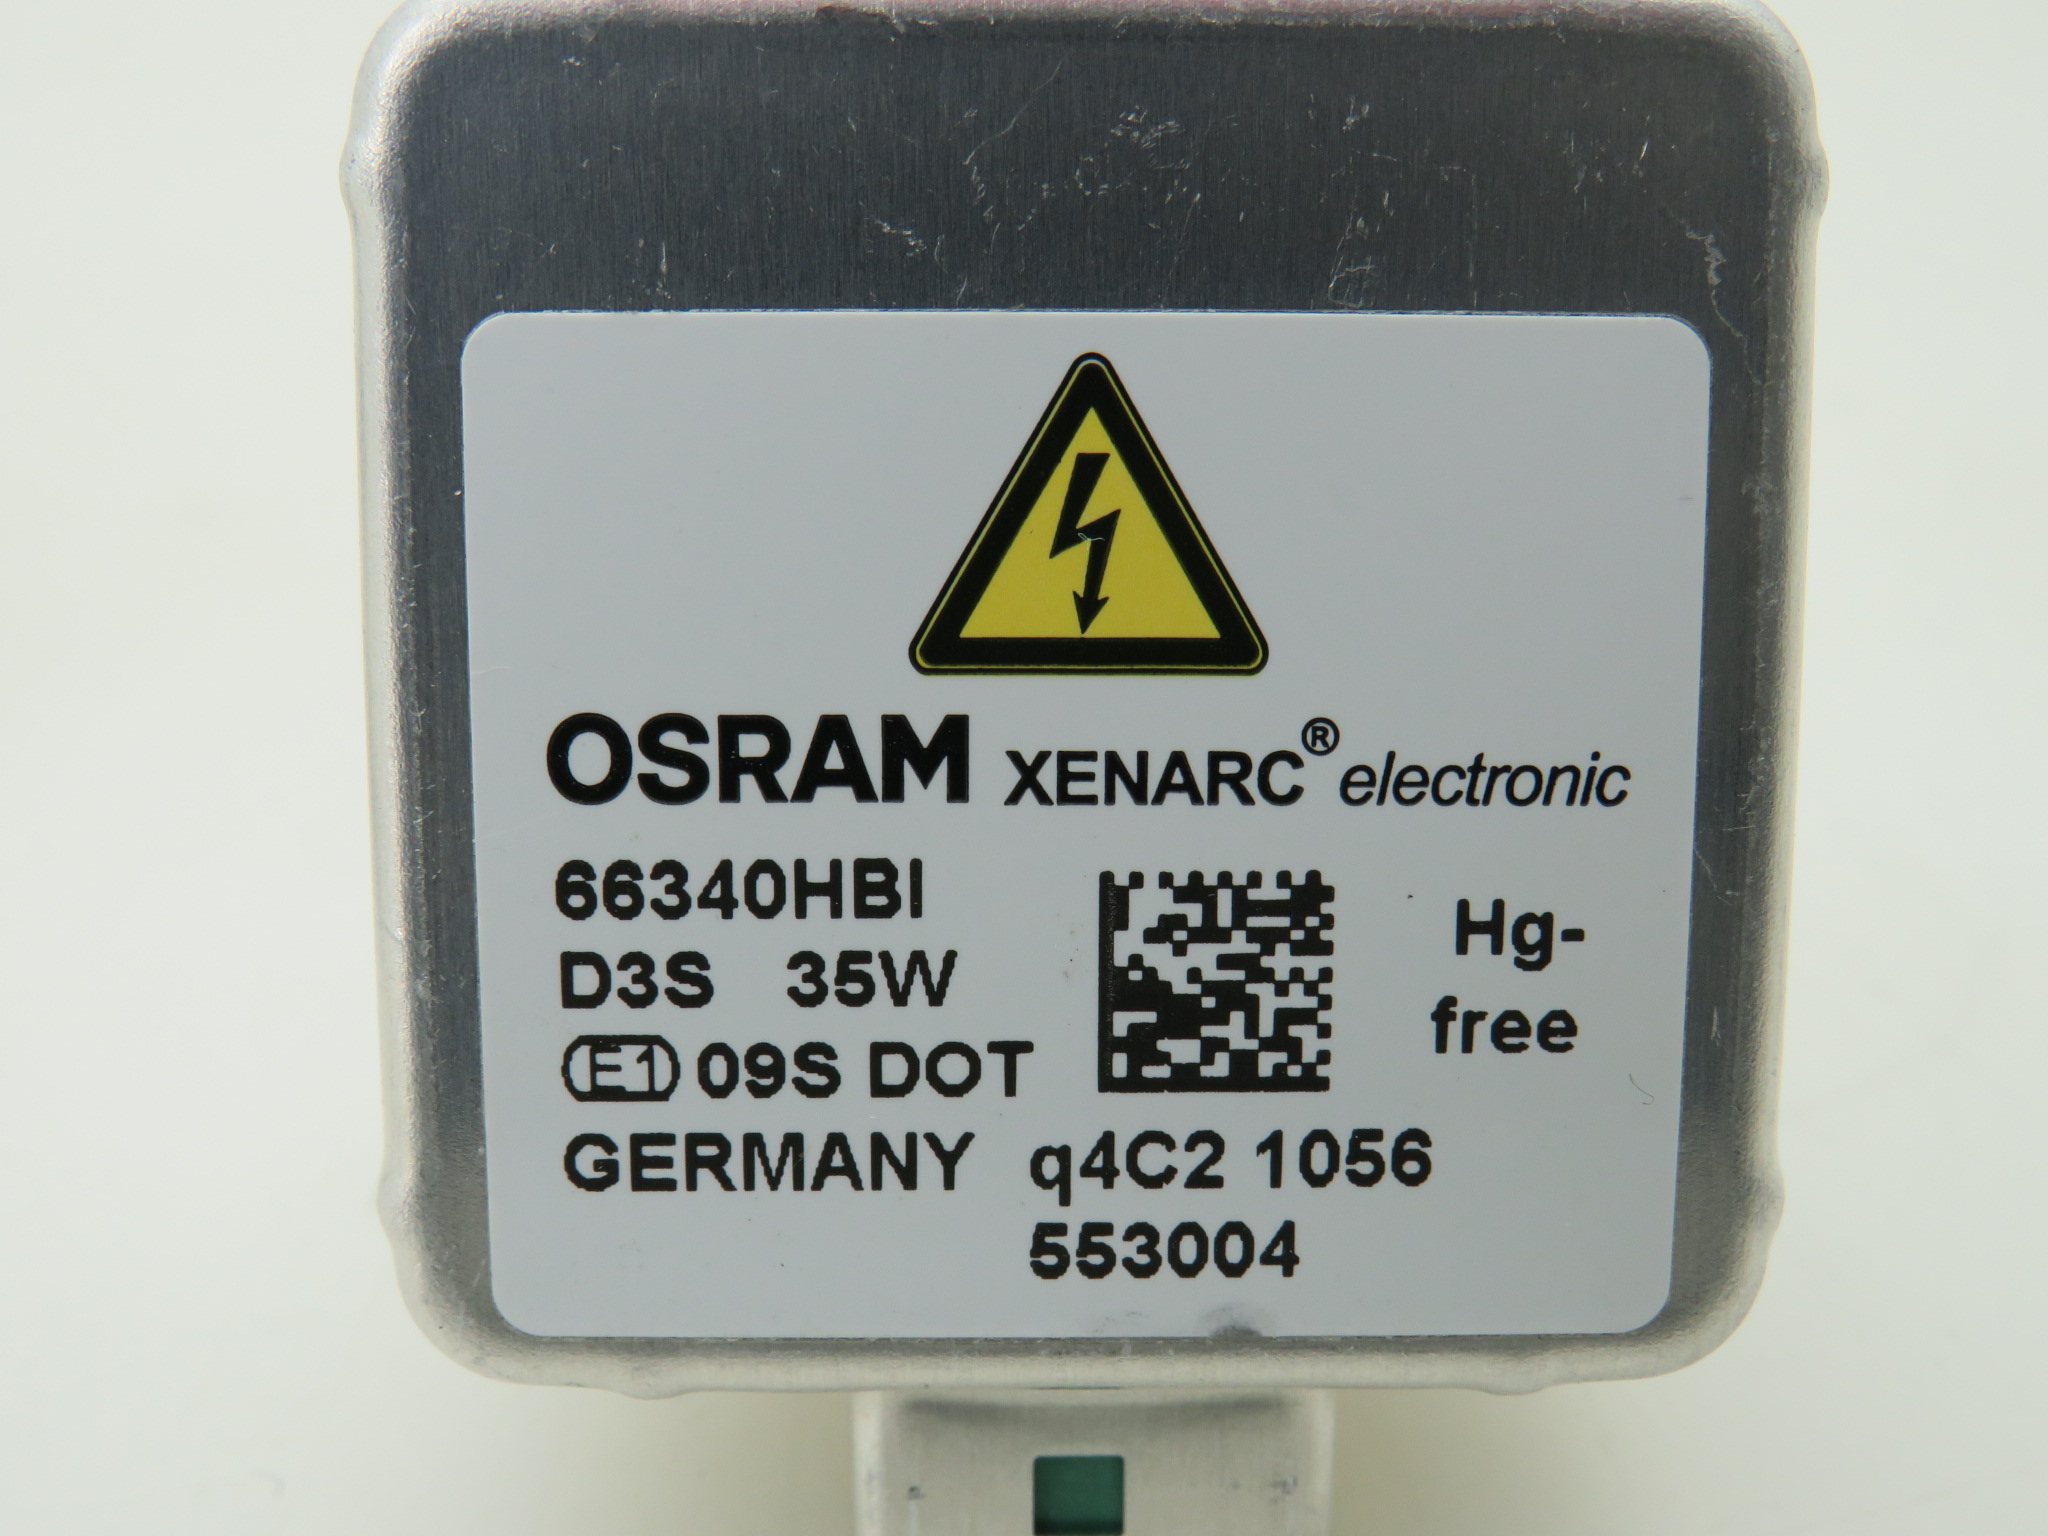 OSRAM XENARC® electronic
66340HBI
D3S 35W
E1 09S DOT
Hg-
free
GERMANY q4C2 1056
553004